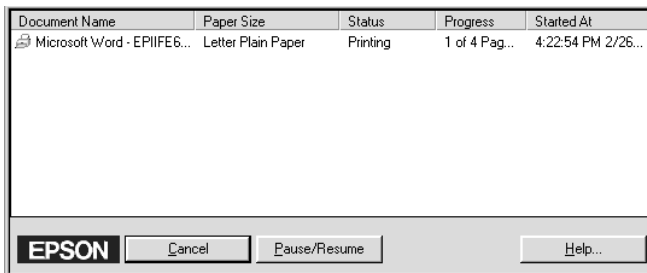 Document Name Paper Size Status Progress Started At
Microsoft Word - EPIIFE6... Letter Plain Paper Printing 1 of 4 Pag... 4:22:54 PM 2/26...
EPSON Cancel Pause/Resume Help...